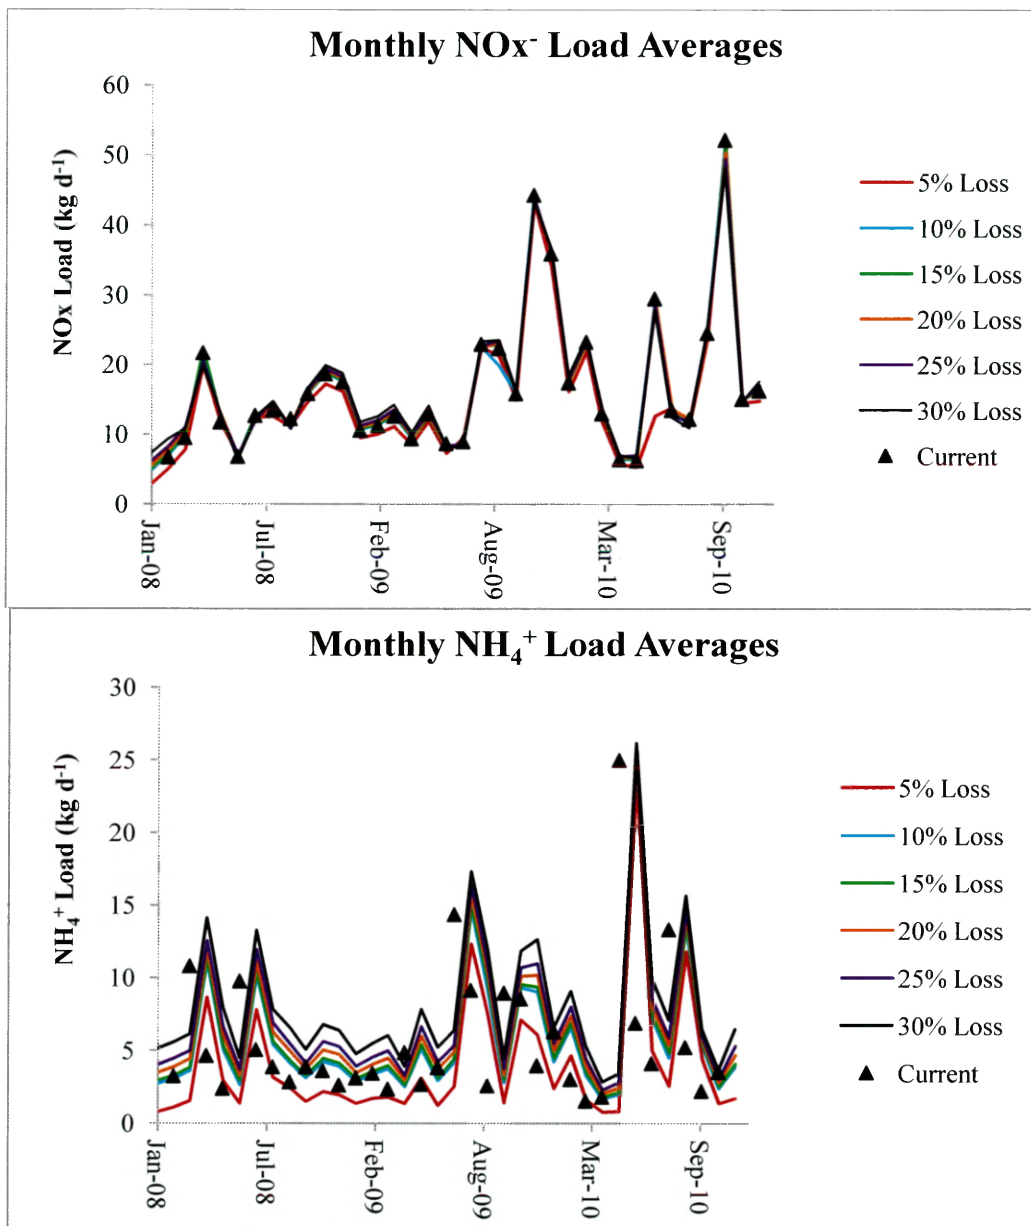 Monthly NOx⁻ Load Averages
NOx Load (kg d⁻¹)
60
50
40
30
20
10
0
Jan-08
Jul-08
Feb-09
Aug-09
Mar-10
Sep-10
5% Loss
10% Loss
15% Loss
20% Loss
25% Loss
30% Loss
Current
Monthly NH₄⁺ Load Averages
NH₄⁺ Load (kg d⁻¹)
30
25
20
15
10
5
0
Jan-08
Jul-08
Feb-09
Aug-09
Mar-10
Sep-10
5% Loss
10% Loss
15% Loss
20% Loss
25% Loss
30% Loss
Current